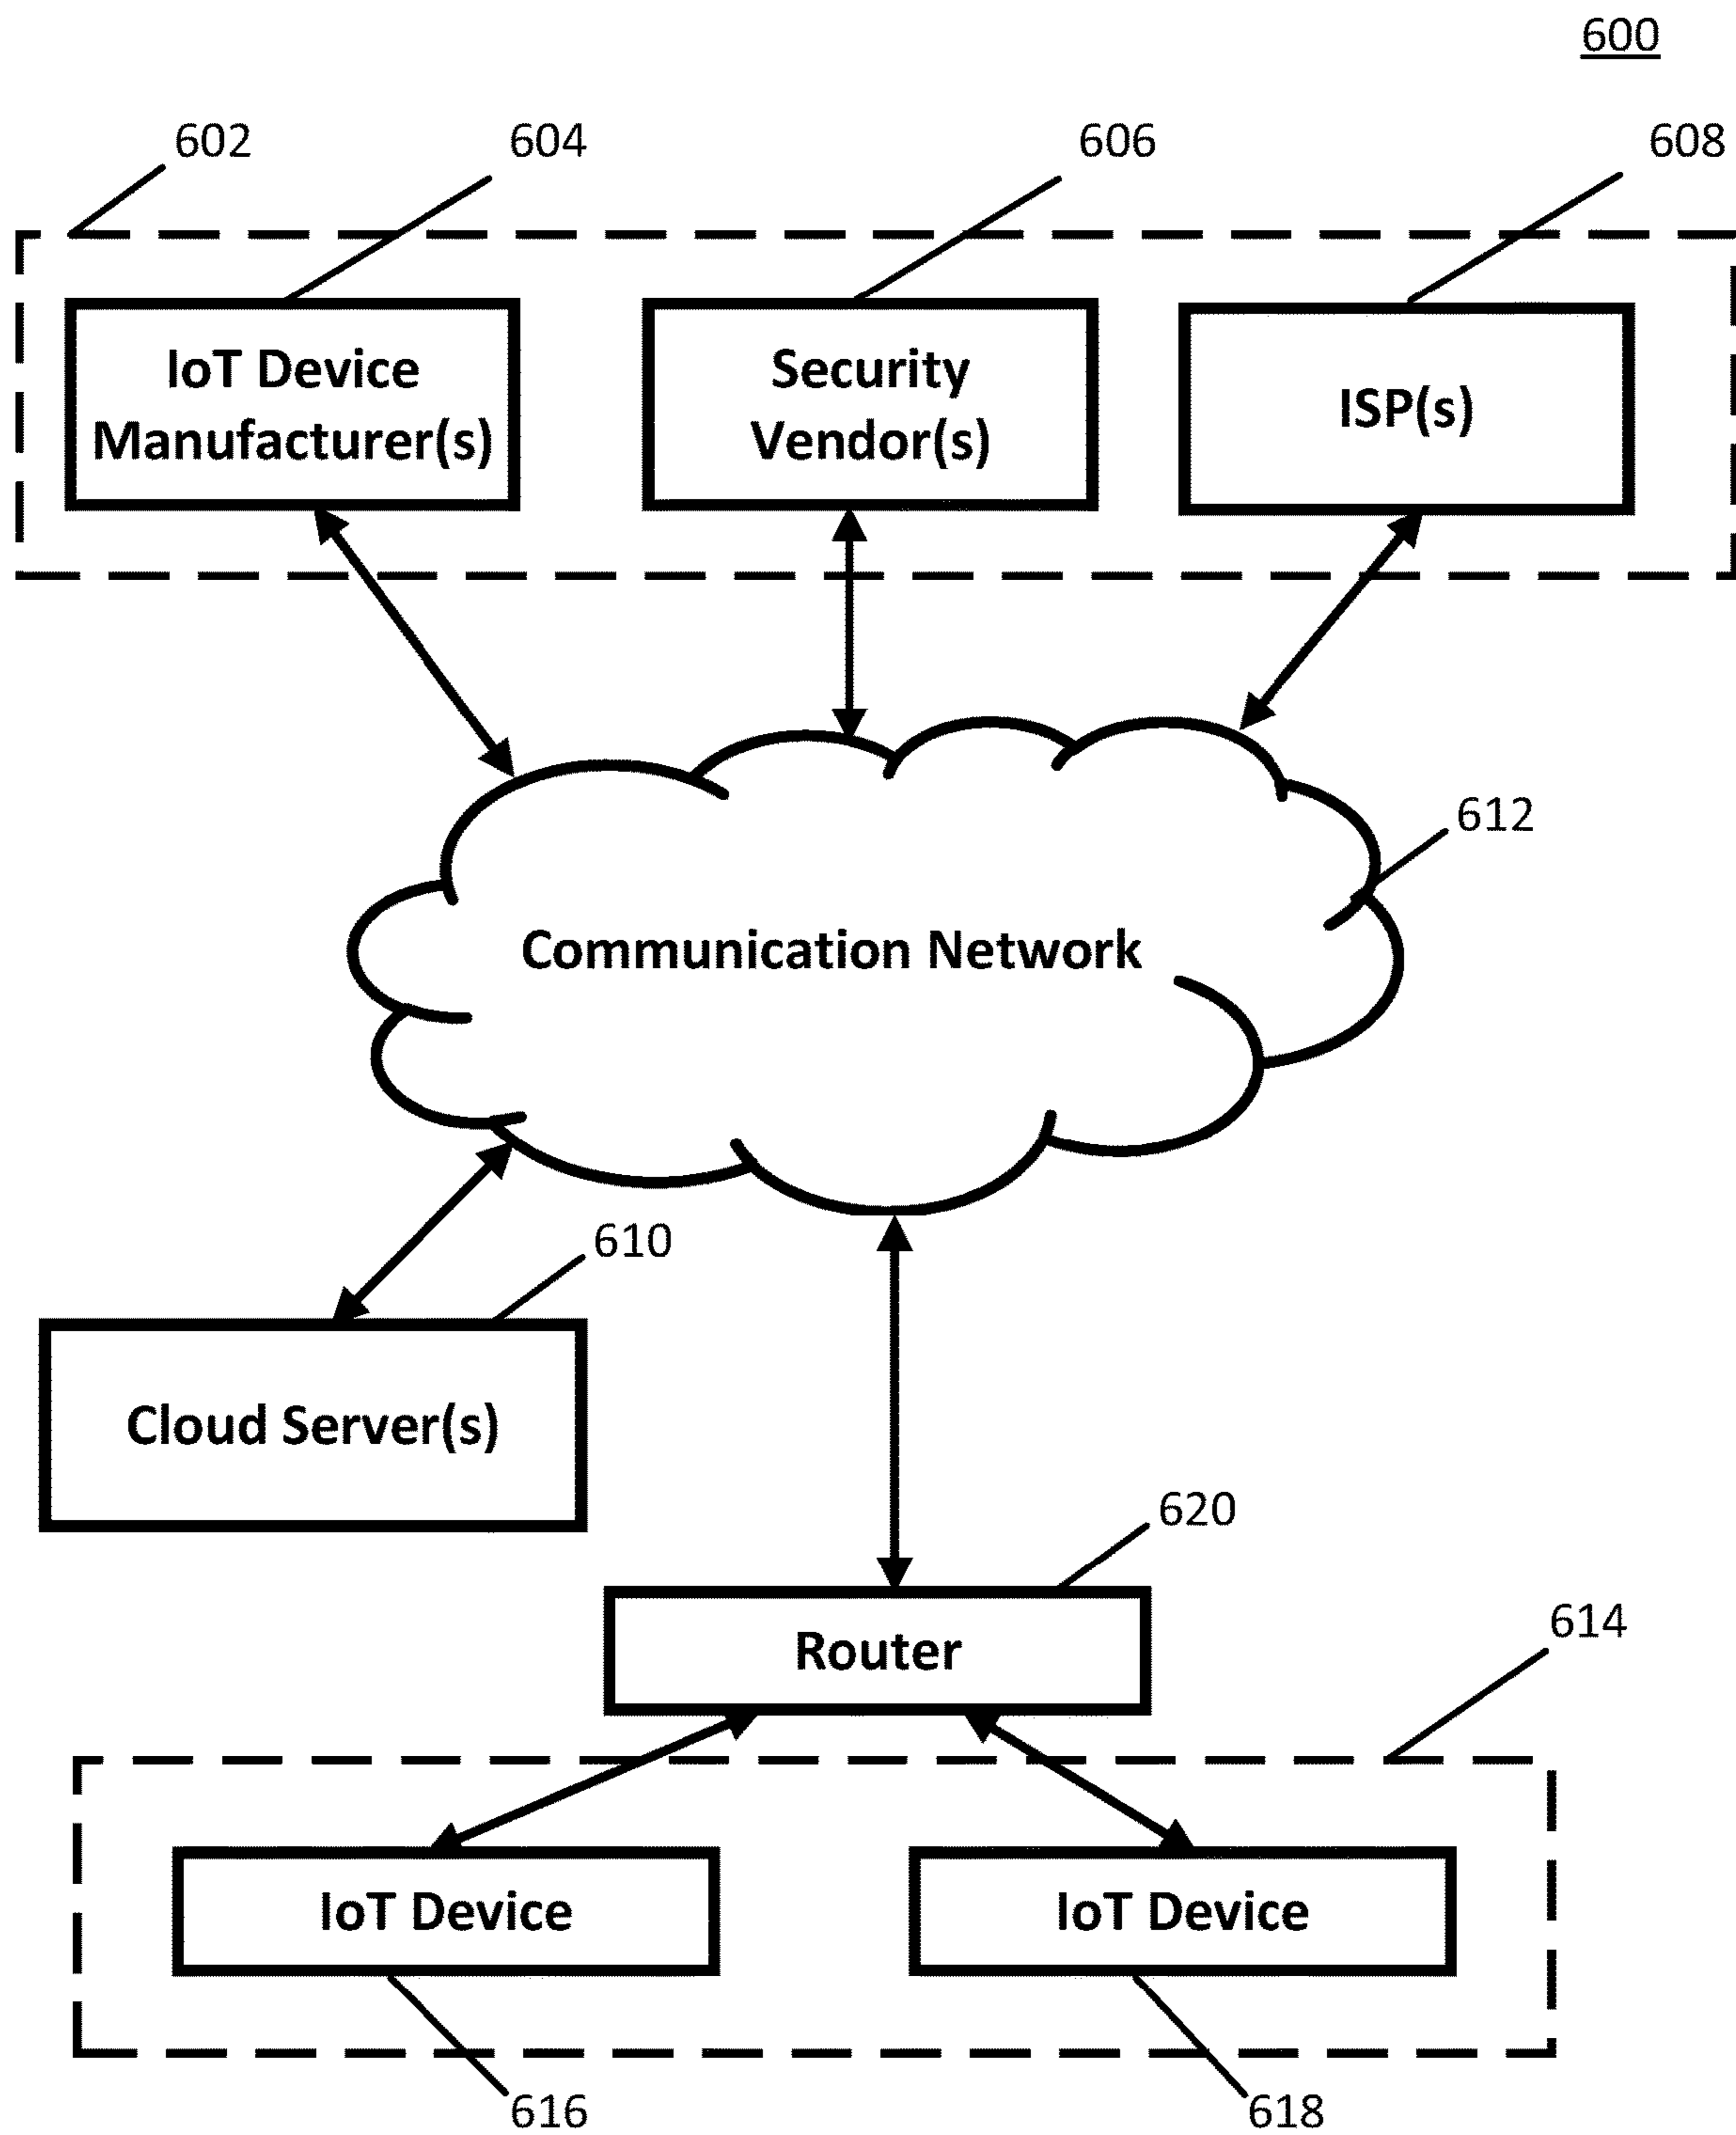 600
602
604
606
608
IoT Device
Manufacturer(s)
Security
Vendor(s)
ISP(s)
612
Communication Network
610
Cloud Server(s)
620
Router
614
IoT Device
IoT Device
616
618